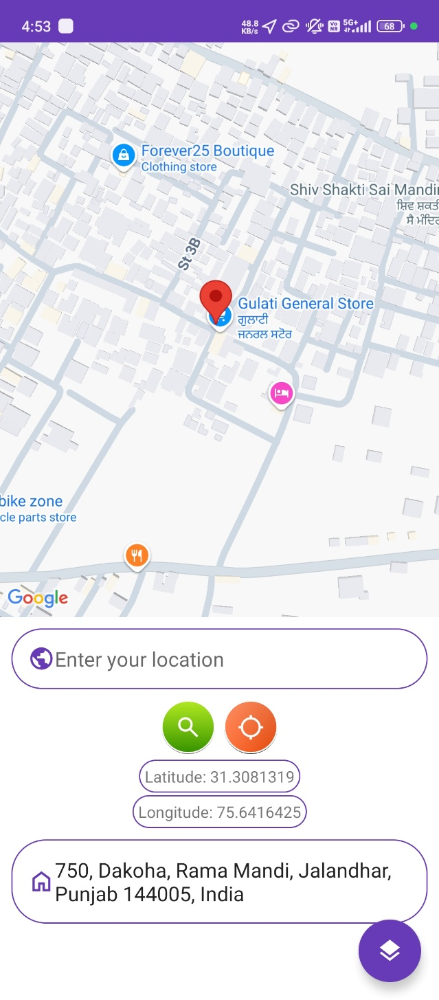 4:53
48.8
KB/s
Vo
NR
5G+
68
Forever25 Boutique
Clothing store
Shiv Shakti Sai Mandir
ਸ਼ਿਵ ਸ਼ਕਤੀ
ਸੈ ਮੰਦਿਰ
St 3B
Gulati General Store
ਗੁਲਾਟੀ
ਜਨਰਲ ਸਟੋਰ
bike zone
cle parts store
Google
Enter your location
Latitude: 31.3081319
Longitude: 75.6416425
750, Dakoha, Rama Mandi, Jalandhar,
Punjab 144005, India